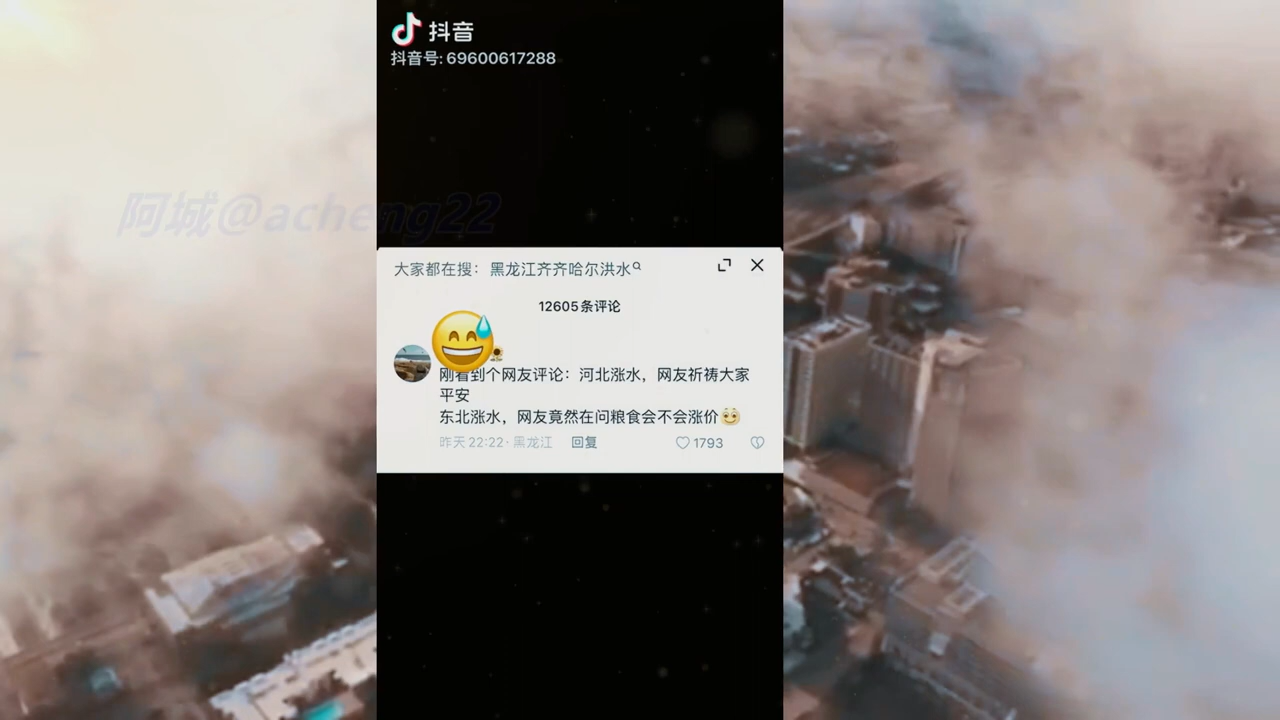 抖音
抖音号: 69600617288
阿城@acheng22
大家都在搜：黑龙江齐齐哈尔洪水
12605条评论
刚看到个网友评论：河北涨水，网友祈祷大家
平安
东北涨水，网友竟然在问粮食会不会涨价
昨天 22:22 · 黑龙江 回复 1793